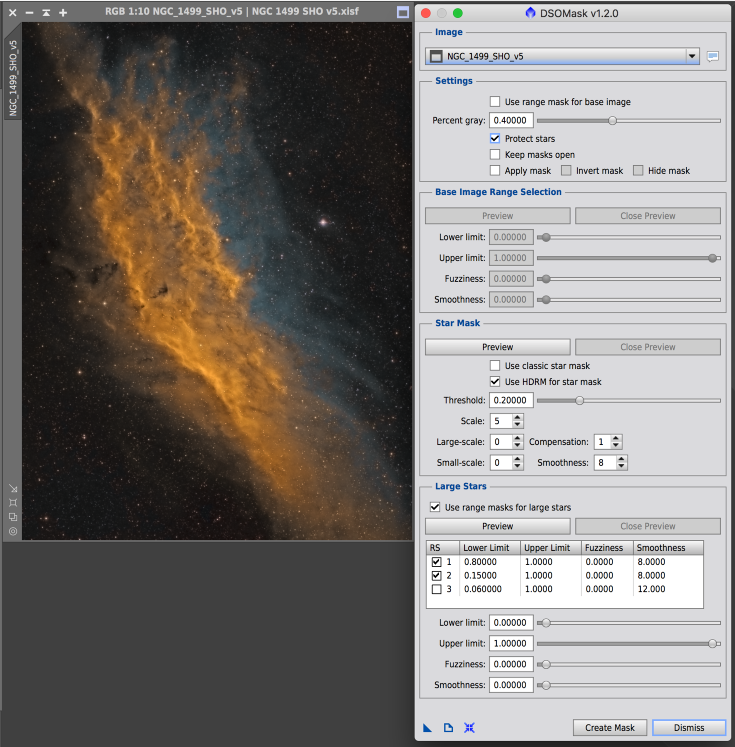 RGB 1:10 NGC_1499_SHO_v5 | NGC 1499 SHO v5.xisf
NGC_1499_SHO_v5
DSOMask v1.2.0
Image
NGC_1499_SHO_v5
Settings
Use range mask for base image
Percent gray: 0.40000
Protect stars
Keep masks open
Apply mask Invert mask Hide mask
Base Image Range Selection
Preview Close Preview
Lower limit: 0.00000
Upper limit: 1.00000
Fuzziness: 0.00000
Smoothness: 0.00000
Star Mask
Preview Close Preview
Use classic star mask
Use HDRM for star mask
Threshold: 0.20000
Scale: 5
Large-scale: 0 Compensation: 1
Small-scale: 0 Smoothness: 8
Large Stars
Use range masks for large stars
Preview Close Preview
RS Lower Limit Upper Limit Fuzziness Smoothness
1 0.80000 1.0000 0.0000 8.0000
2 0.15000 1.0000 0.0000 8.0000
3 0.060000 1.0000 0.0000 12.000
Lower limit: 0.00000
Upper limit: 1.00000
Fuzziness: 0.00000
Smoothness: 0.00000
Create Mask Dismiss